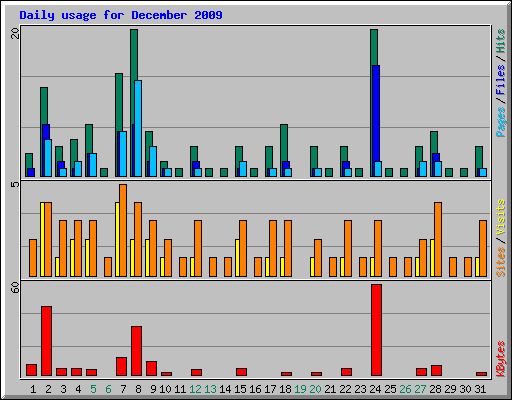 Daily usage for December 2009
20
Pages / Files / Hits
5
Sites / Visits
60
KBytes
1 2 3 4 5 6 7 8 9 10 11 12 13 14 15 16 17 18 19 20 21 22 23 24 25 26 27 28 29 30 31